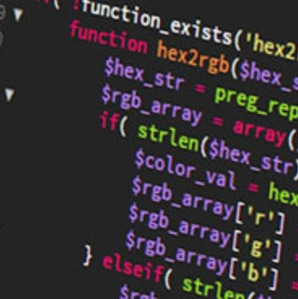 ( !function_exists('hex2
function hex2rgb($hex_s
$hex_str = preg_rep
$rgb_array = array(
if( strlen($hex_str)
$color_val = hex
$rgb_array['r']
$rgb_array['g']
$rgb_array['b'] =
} elseif( strlen(
$rgb_